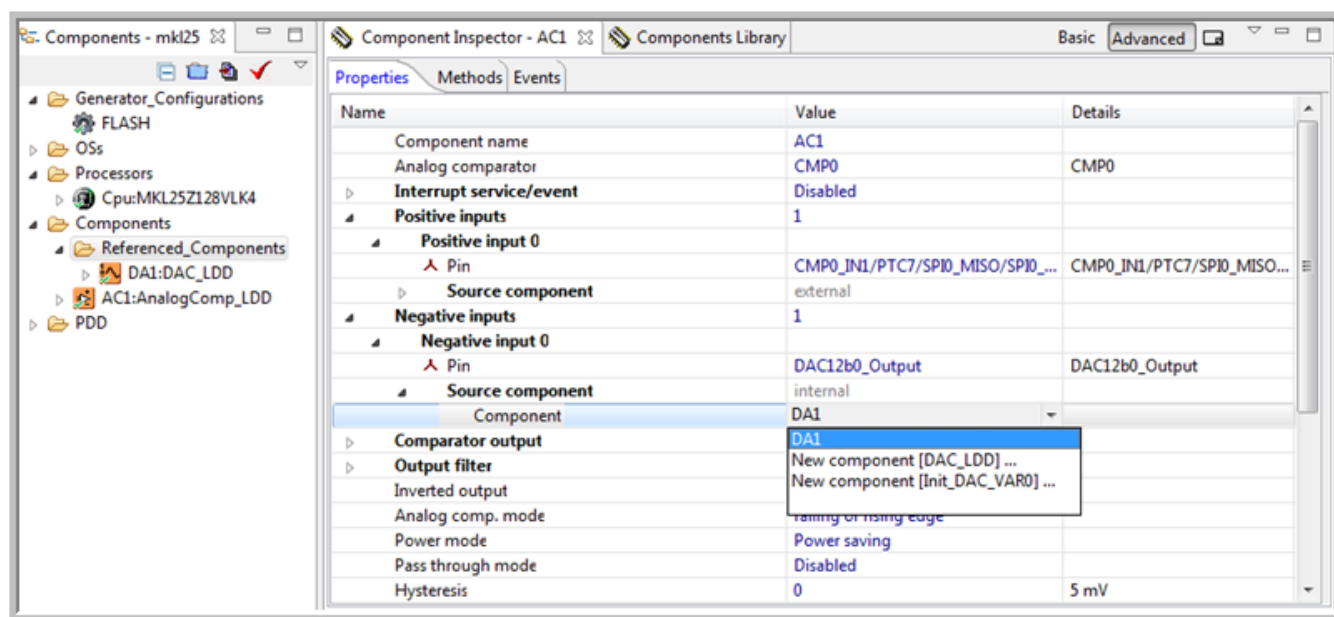 Components - mkl25
Component Inspector - AC1 Components Library Basic Advanced
Properties Methods Events
Generator_Configurations
FLASH
OSs
Processors
Cpu:MKL25Z128VLK4
Components
Referenced_Components
DA1:DAC_LDD
AC1:AnalogComp_LDD
PDD
Name Value Details
Component name AC1
Analog comparator CMP0 CMP0
Interrupt service/event Disabled
Positive inputs 1
Positive input 0
Pin CMP0_IN1/PTC7/SPI0_MISO/SPI0_... CMP0_IN1/PTC7/SPI0_MISO...
Source component external
Negative inputs 1
Negative input 0
Pin DAC12b0_Output DAC12b0_Output
Source component internal
Component DA1
DA1
New component [DAC_LDD] ...
New component [Init_DAC_VAR0] ...
Comparator output
Output filter
Inverted output
Analog comp. mode falling or rising edge
Power mode Power saving
Pass through mode Disabled
Hysteresis 0 5 mV